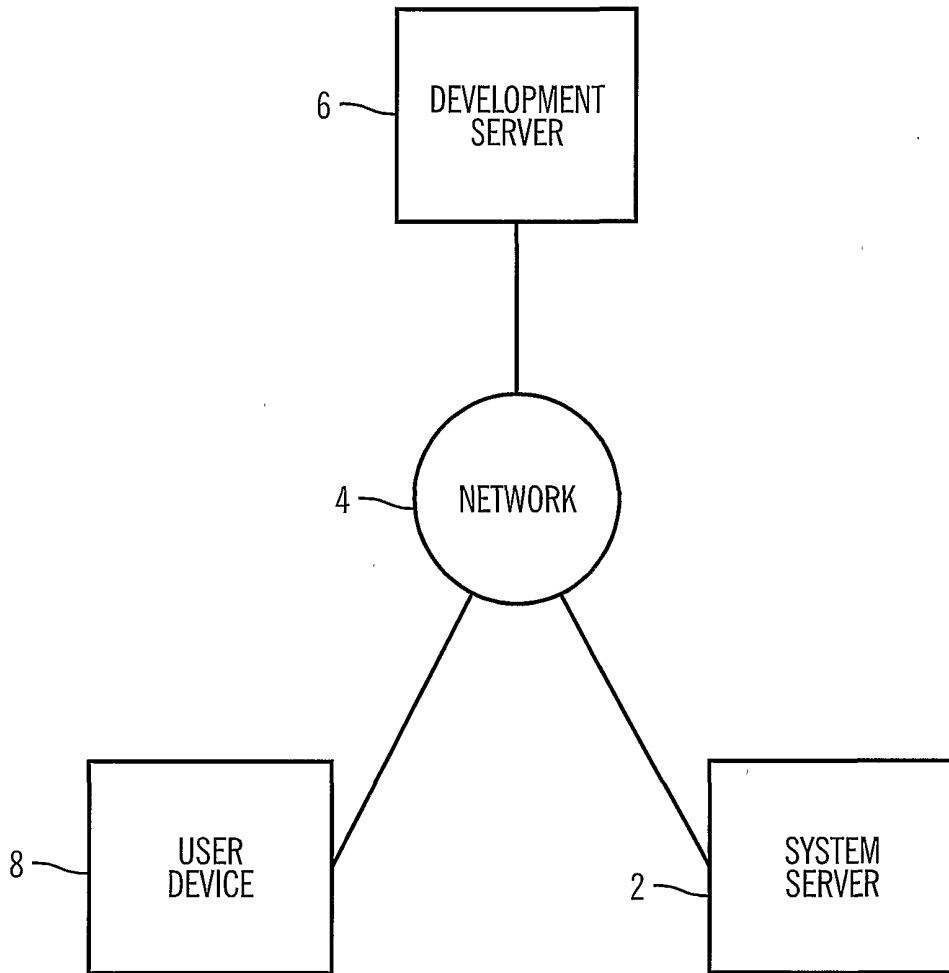 6
DEVELOPMENT
SERVER
4
NETWORK
8
USER
DEVICE
2
SYSTEM
SERVER